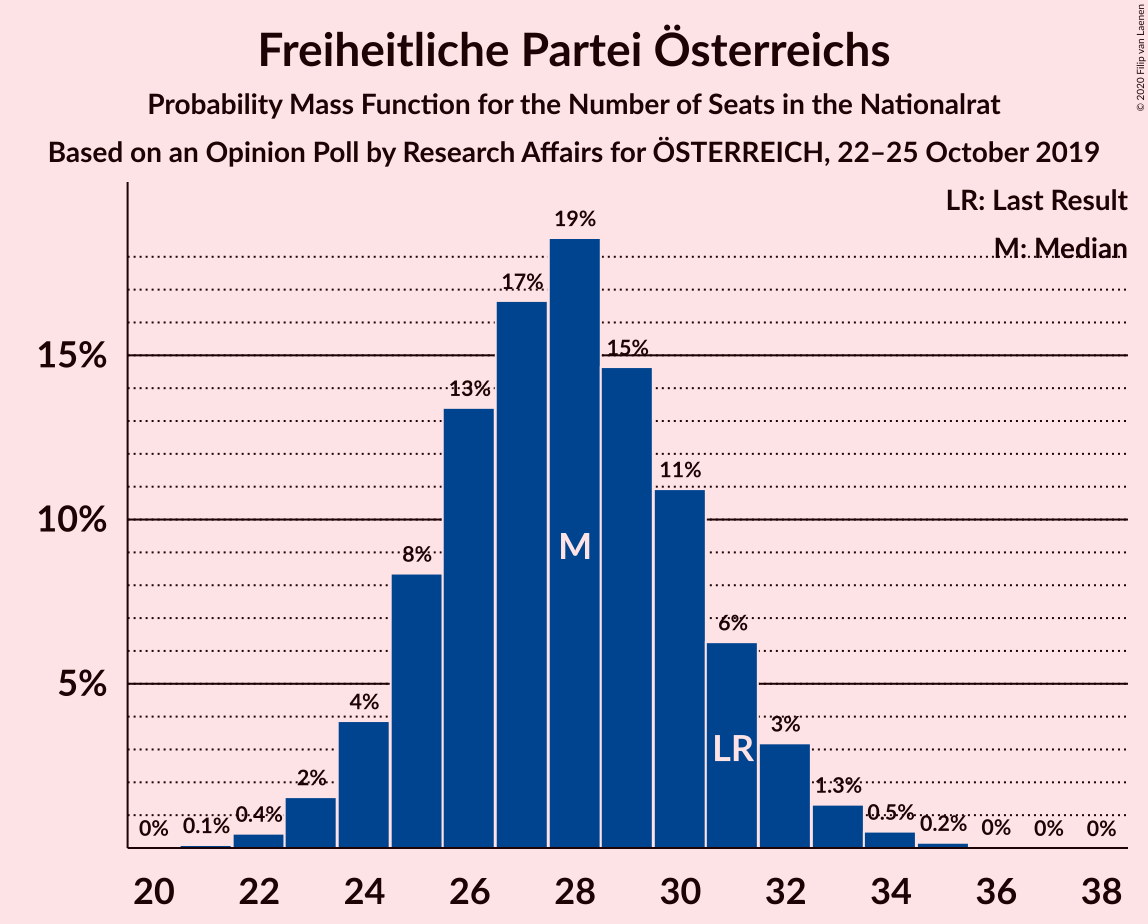 Freiheitliche Partei Österreichs
Probability Mass Function for the Number of Seats in the Nationalrat
Based on an Opinion Poll by Research Affairs for ÖSTERREICH, 22–25 October 2019
© 2020 Filip van Laenen
LR: Last Result
M: Median
15%
10%
5%
0%
0.1%
0.4%
2%
4%
8%
13%
17%
19%
15%
11%
6%
3%
1.3%
0.5%
0.2%
0%
0%
0%
M
LR
20 22 24 26 28 30 32 34 36 38